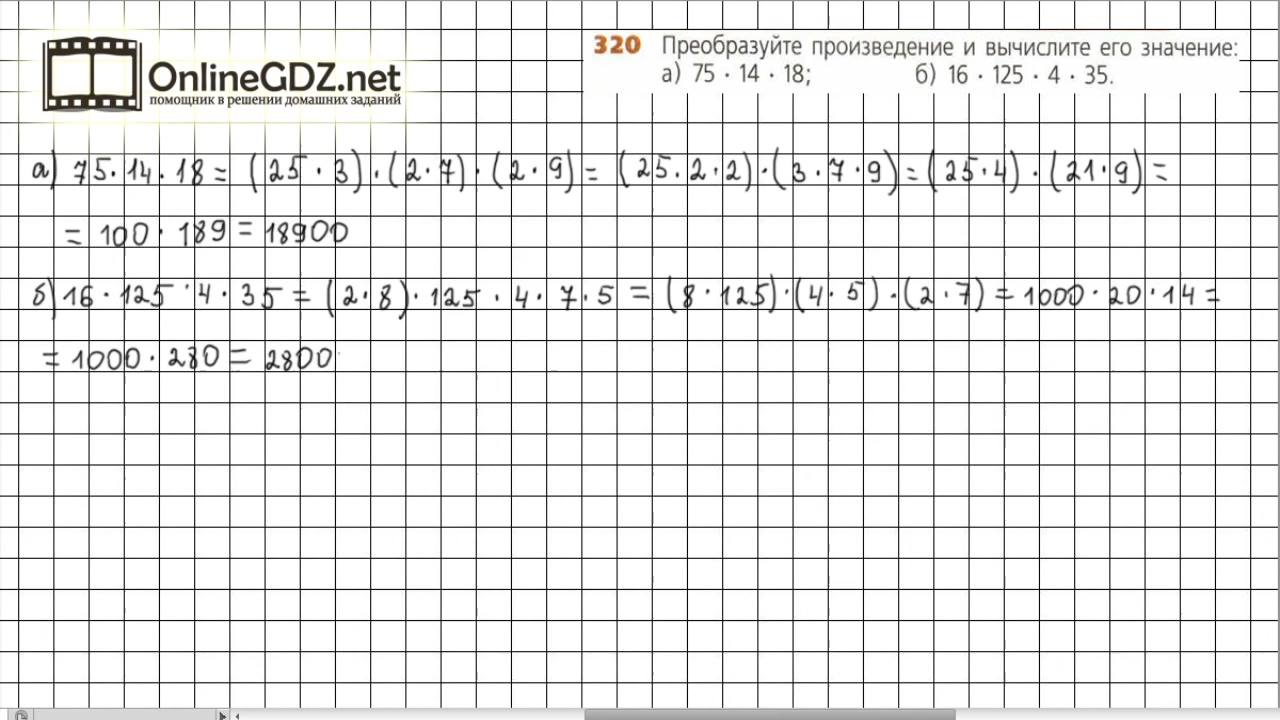 OnlineGDZ.net
помощник в решении домашних заданий
320 Преобразуйте произведение и вычислите его значение:
а) 75 · 14 · 18; б) 16 · 125 · 4 · 35.
а) 75 · 14 · 18 = (25 · 3) · (2 · 7) · (2 · 9) = (25 · 2 · 2) · (3 · 7 · 9) = (25 · 4) · (21 · 9) =
= 100 · 189 = 18900
б) 16 · 125 · 4 · 35 = (2 · 8) · 125 · 4 · 7 · 5 = (8 · 125) · (4 · 5) · (2 · 7) = 1000 · 20 · 14 =
= 1000 · 280 = 2800